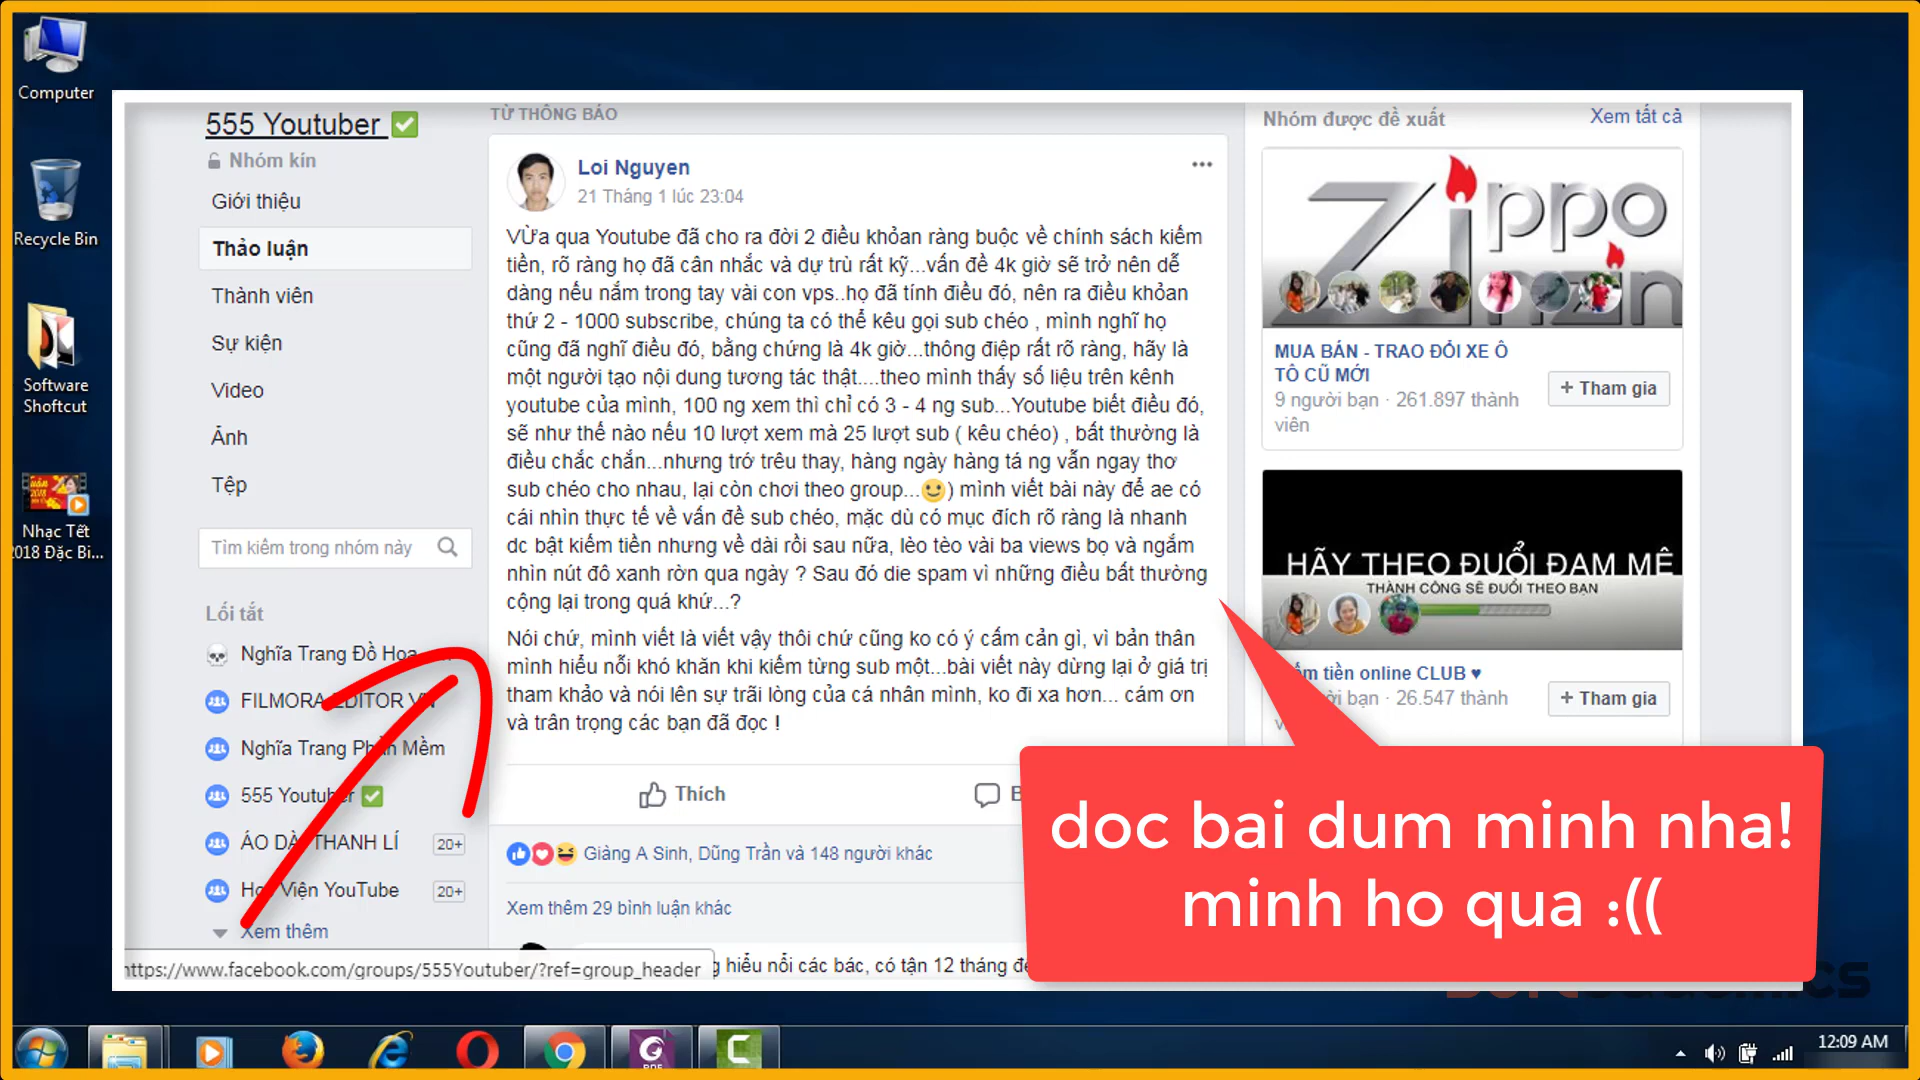 Computer
Recycle Bin
Software
Shoftcut
Nhạc Tết
2018 Đặc Bi...
555 Youtuber
Nhóm kín
Giới thiệu
Thảo luận
Thành viên
Sự kiện
Video
Ảnh
Tệp
Tìm kiếm trong nhóm này
Lối tắt
Nghĩa Trang Đồ Họa
FILMORA EDITOR VN
Nghĩa Trang Phần Mềm
555 Youtuber
ÁO DÀI THANH LÍ 20+
Học Viện YouTube 20+
Xem thêm
https://www.facebook.com/groups/555Youtuber/?ref=group_header
TỪ THÔNG BÁO
Loi Nguyen
21 Tháng 1 lúc 23:04
VỪa qua Youtube đã cho ra đời 2 điều khỏan ràng buộc về chính sách kiếm
tiền, rõ ràng họ đã cân nhắc và dự trù rất kỹ...vấn đề 4k giờ sẽ trở nên dễ
dàng nếu nắm trong tay vài con vps..họ đã tính điều đó, nên ra điều khỏan
thứ 2 - 1000 subscribe, chúng ta có thể kêu gọi sub chéo , mình nghĩ họ
cũng đã nghĩ điều đó, bằng chứng là 4k giờ...thông điệp rất rõ ràng, hãy là
một người tạo nội dung tương tác thật....theo mình thấy số liệu trên kênh
youtube của mình, 100 ng xem thì chỉ có 3 - 4 ng sub...Youtube biết điều đó,
sẽ như thế nào nếu 10 lượt xem mà 25 lượt sub ( kêu chéo) , bất thường là
điều chắc chắn...nhưng trớ trêu thay, hàng ngày hàng tá ng vẫn ngay thơ
sub chéo cho nhau, lại còn chơi theo group...🙂) mình viết bài này để ae có
cái nhìn thực tế về vấn đề sub chéo, mặc dù có mục đích rõ ràng là nhanh
dc bật kiếm tiền nhưng về dài rồi sau nữa, lèo tèo vài ba views bọ và ngắm
nhìn nút đô xanh rờn qua ngày ? Sau đó die spam vì những điều bất thường
cộng lại trong quá khứ...?
Nói chứ, mình viết là viết vậy thôi chứ cũng ko có ý cấm cản gì, vì bản thân
mình hiểu nỗi khó khăn khi kiếm từng sub một...bài viết này dừng lại ở giá trị
tham khảo và nói lên sự trãi lòng của cá nhân mình, ko đi xa hơn... cám ơn
và trân trọng các bạn đã đọc !
Thích
B
Giàng A Sinh, Dũng Trần và 148 người khác
Xem thêm 29 bình luận khác
hiểu nổi các bác, có tận 12 tháng
Nhóm được đề xuất Xem tất cả
Zippo
MUA BÁN - TRAO ĐỔI XE Ô
TÔ CŨ MỚI
9 người bạn · 261.897 thành
viên
+ Tham gia
HÃY THEO ĐUỔI ĐAM MÊ
THÀNH CÔNG SẼ ĐUỔI THEO BẠN
tiền online CLUB ♥
bạn · 26.547 thành
+ Tham gia
doc bai dum minh nha!
minh ho qua :((
12:09 AM